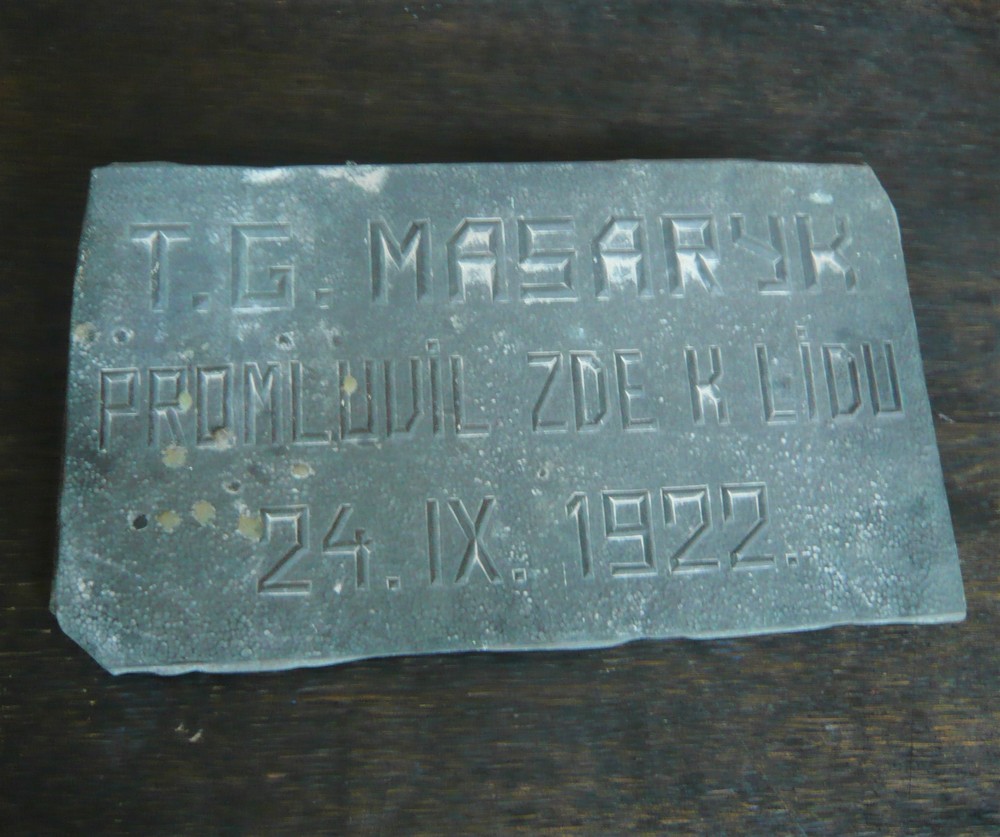 T.G. MASARYK
PROMLUVIL ZDE K LIDU
24. IX. 1922.